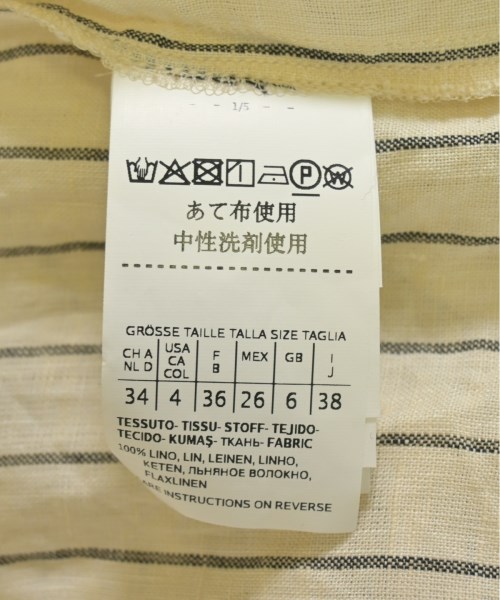 - - 1/5 - -
P
あて布使用
中性洗剤使用
GRÖSSE TAILLE TALLA SIZE TAGLIA
CH A NL D USA CA COL F B MEX GB I J
34 4 36 26 6 38
TESSUTO- TISSU- STOFF- TEJIDO-
TECIDO- KUMAŞ- ТКАНЬ- FABRIC
100% LINO, LIN, LEINEN, LINHO,
KETEN, ЛЬНЯНОЕ ВОЛОКНО,
FLAXLINEN
ARE INSTRUCTIONS ON REVERSE